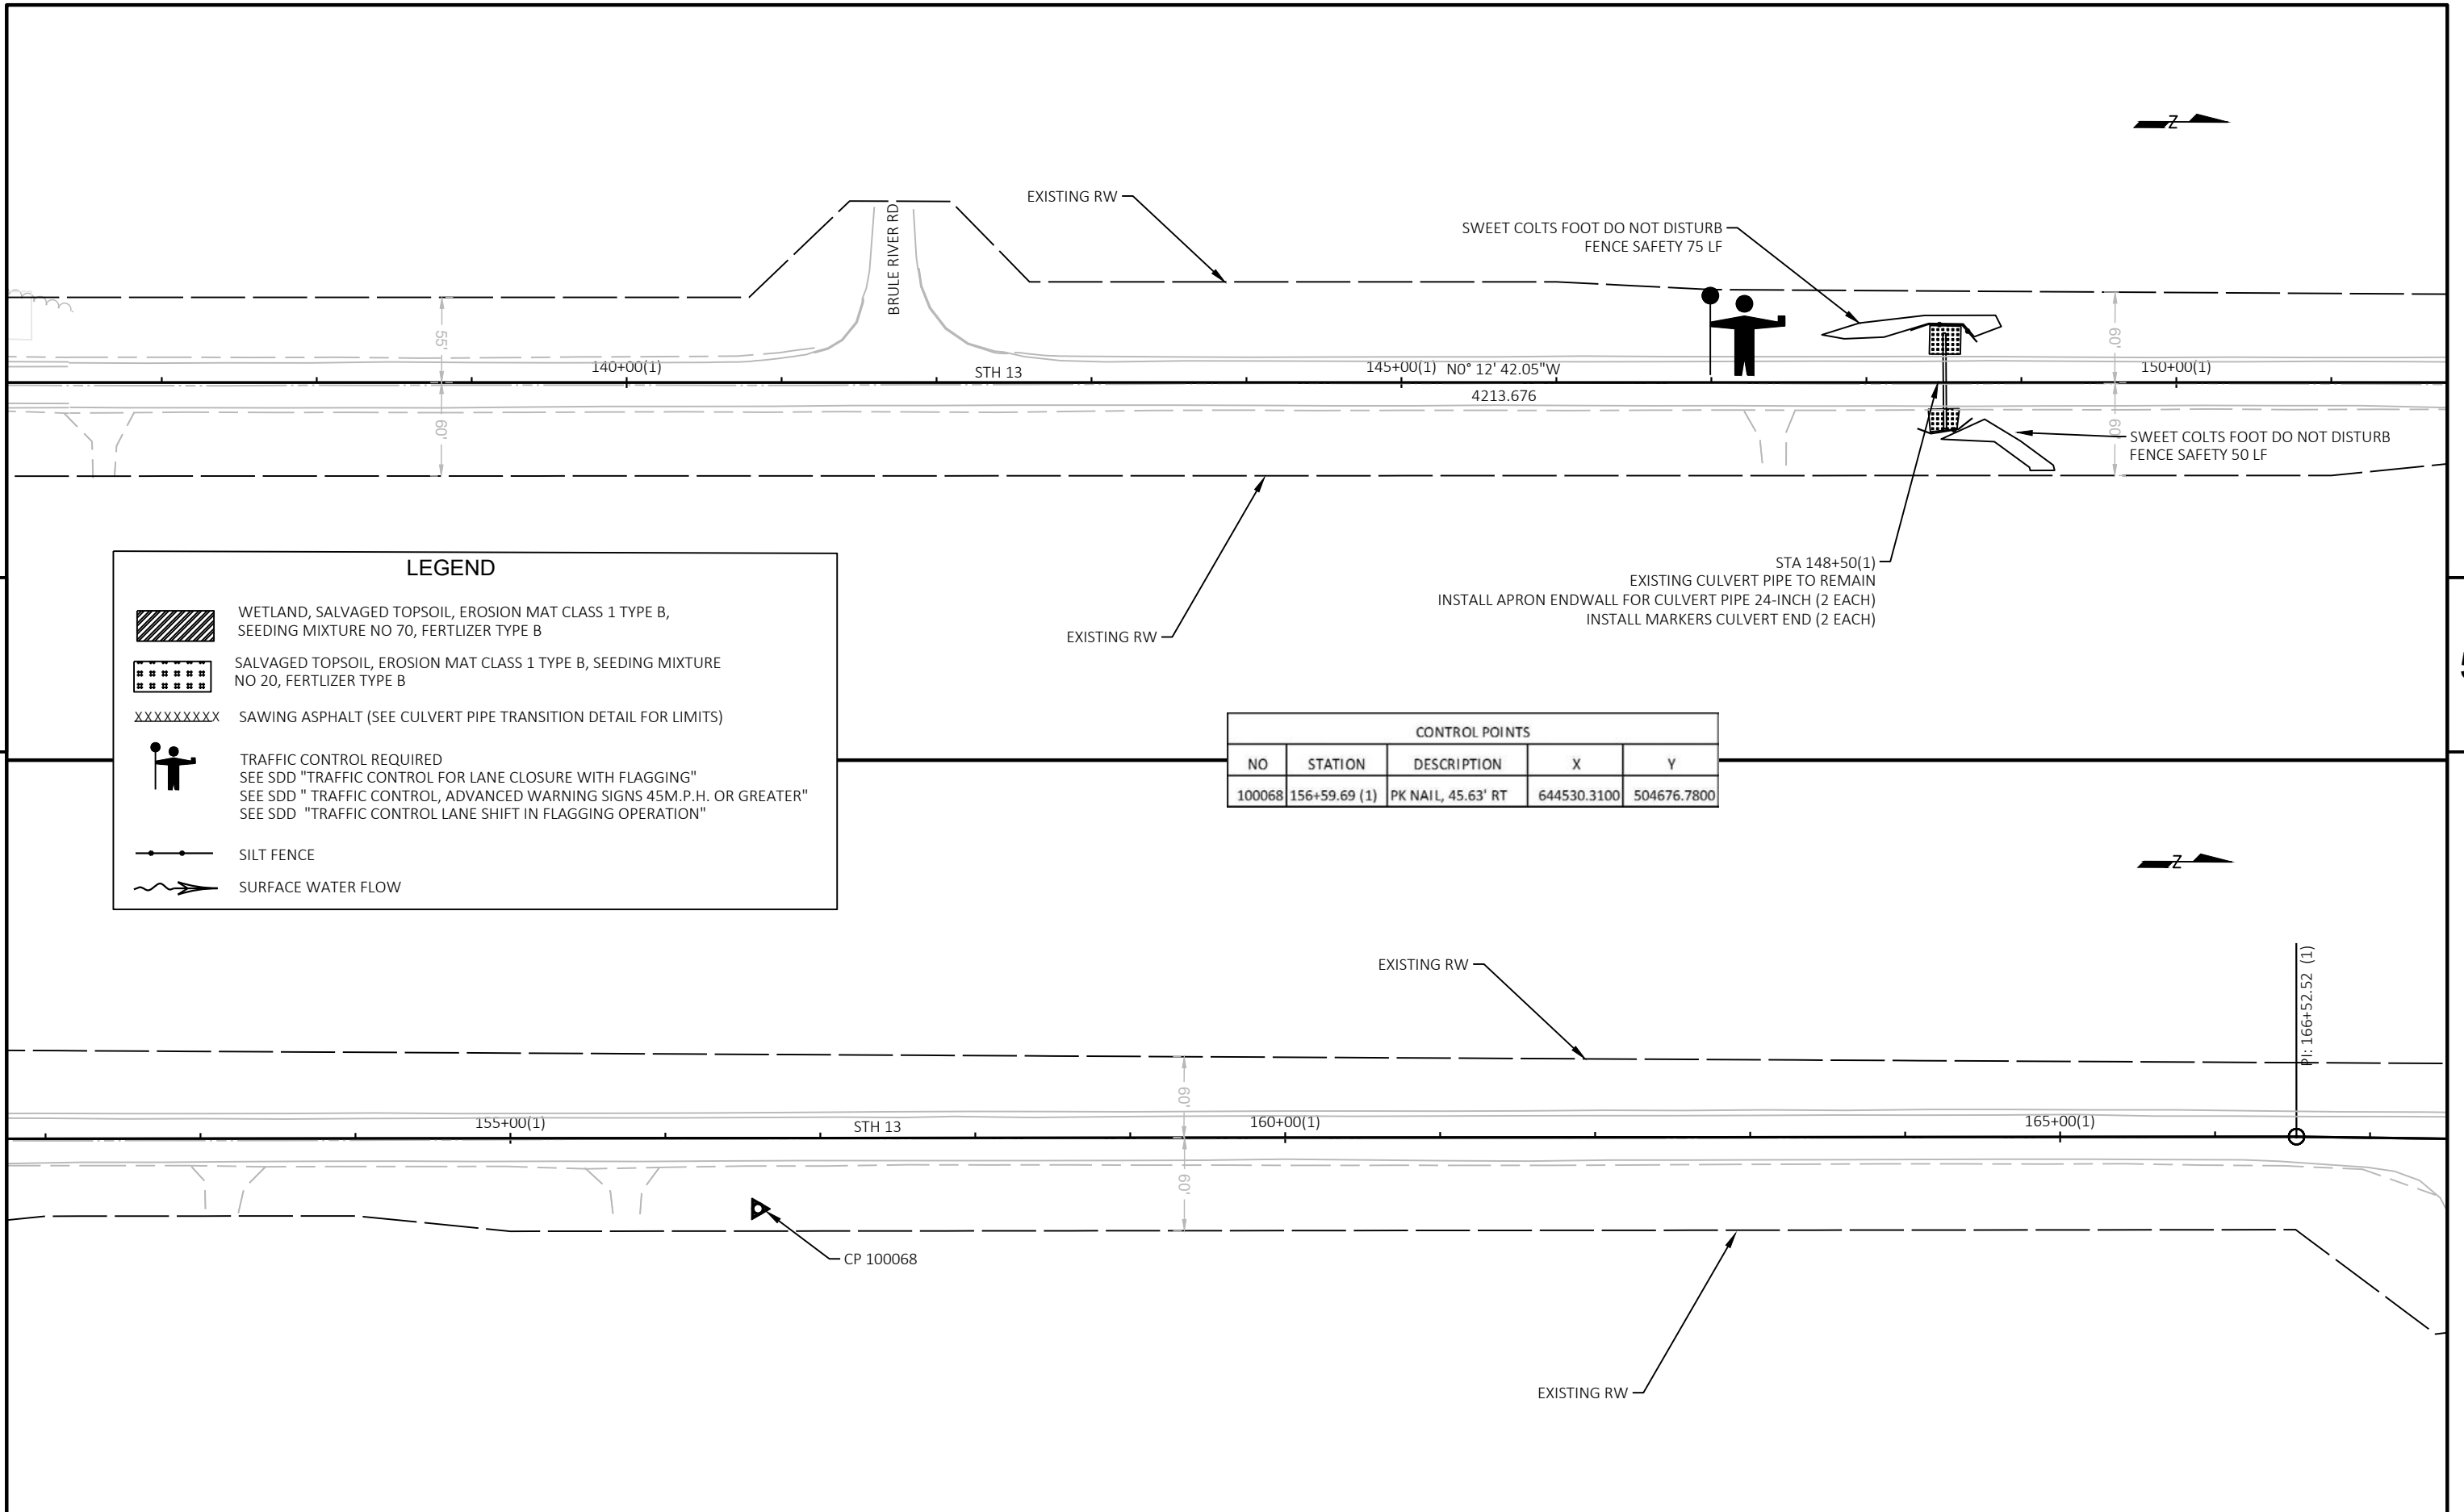 Z
EXISTING RW
BRULE RIVER RD
SWEET COLTS FOOT DO NOT DISTURB
FENCE SAFETY 75 LF
55'
60'
140+00(1)
STH 13
145+00(1)
N0° 12' 42.05"W
150+00(1)
4213.676
60'
60'
SWEET COLTS FOOT DO NOT DISTURB
FENCE SAFETY 50 LF
STA 148+50(1)
EXISTING CULVERT PIPE TO REMAIN
INSTALL APRON ENDWALL FOR CULVERT PIPE 24-INCH (2 EACH)
INSTALL MARKERS CULVERT END (2 EACH)
EXISTING RW
LEGEND
WETLAND, SALVAGED TOPSOIL, EROSION MAT CLASS 1 TYPE B,
SEEDING MIXTURE NO 70, FERTLIZER TYPE B
SALVAGED TOPSOIL, EROSION MAT CLASS 1 TYPE B, SEEDING MIXTURE
NO 20, FERTLIZER TYPE B
XXXXXXXXX SAWING ASPHALT (SEE CULVERT PIPE TRANSITION DETAIL FOR LIMITS)
TRAFFIC CONTROL REQUIRED
SEE SDD "TRAFFIC CONTROL FOR LANE CLOSURE WITH FLAGGING"
SEE SDD " TRAFFIC CONTROL, ADVANCED WARNING SIGNS 45M.P.H. OR GREATER"
SEE SDD "TRAFFIC CONTROL LANE SHIFT IN FLAGGING OPERATION"
SILT FENCE
SURFACE WATER FLOW
CONTROL POINTS
NO STATION DESCRIPTION X Y
100068 156+59.69 (1) PK NAIL, 45.63' RT 644530.3100 504676.7800
Z
EXISTING RW
PI: 166+52.52 (1)
60'
155+00(1)
STH 13
160+00(1)
165+00(1)
60'
CP 100068
EXISTING RW